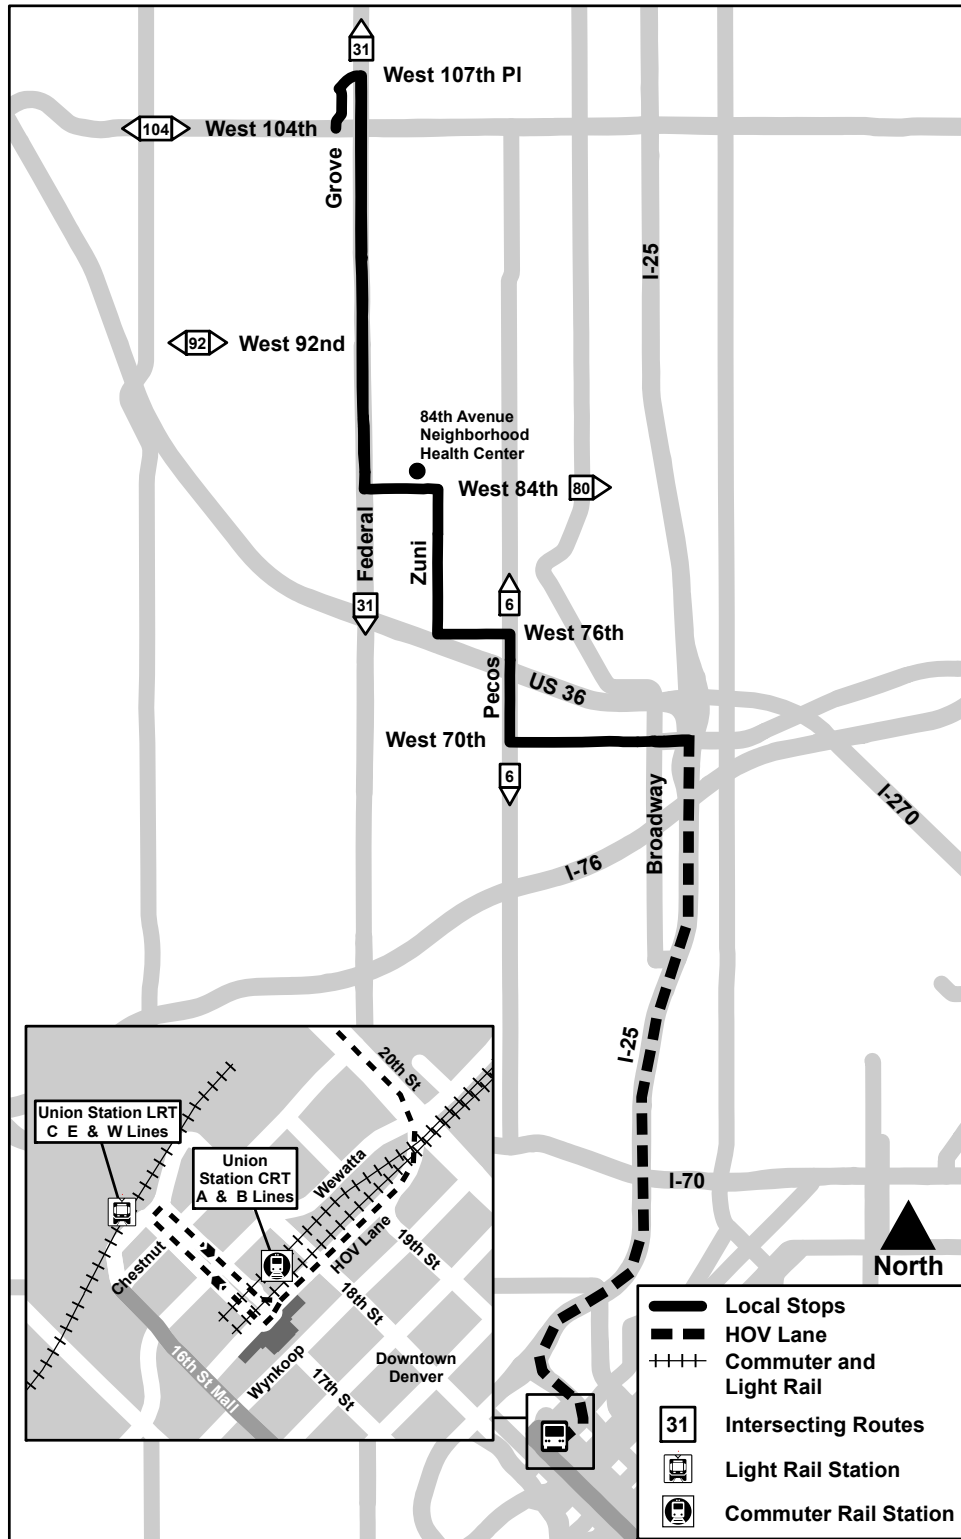 31
West 107th Pl
104
West 104th
Grove
I-25
92
West 92nd
84th Avenue
Neighborhood
Health Center
West 84th
80
Federal
Zuni
31
6
West 76th
Pecos
US 36
West 70th
6
Broadway
I-270
I-76
I-25
20th St
Union Station LRT
C E & W Lines
Union
Station CRT
A & B Lines
Wewatta
HOV Lane
19th St
Chestnut
18th St
16th St Mall
Wynkoop
17th St
Downtown
Denver
I-70
North
Local Stops
HOV Lane
Commuter and
Light Rail
31
Intersecting Routes
Light Rail Station
Commuter Rail Station